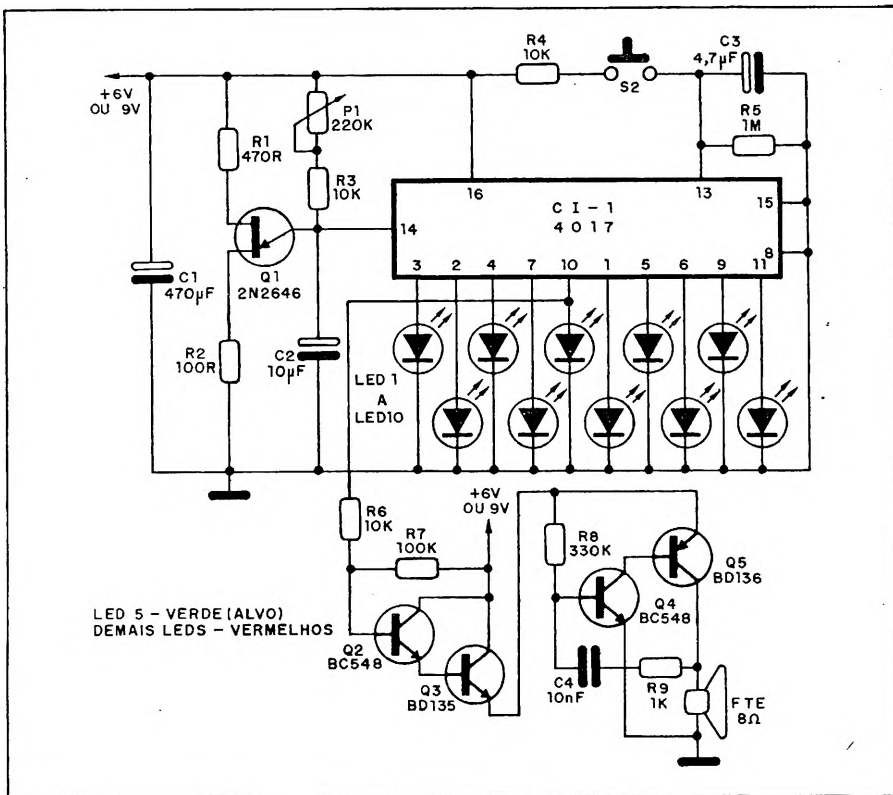 +6V
OU 9V
R1
470R
P1
220K
R3
10K
R4
10K
S2
C3
4,7µF
R5
1M
C1
470µF
Q1
2N2646
R2
100R
C2
10µF
16
13
14
CI-1
4017
15
8
3 2 4 7 10 1 5 6 9 11
LED 1
A
LED10
+6V
OU 9V
R6
10K
R7
100K
Q2
BC548
Q3
BD135
R8
330K
Q5
BD136
Q4
BC548
C4
10nF
R9
1K
FTE
8Ω
LED 5 - VERDE (ALVO)
DEMAIS LEDS - VERMELHOS